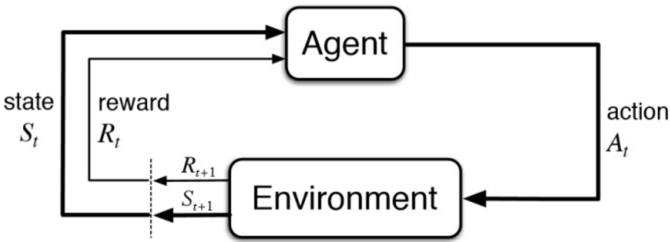 Agent
state
S_t
reward
R_t
action
A_t
R_{t+1}
S_{t+1}
Environment